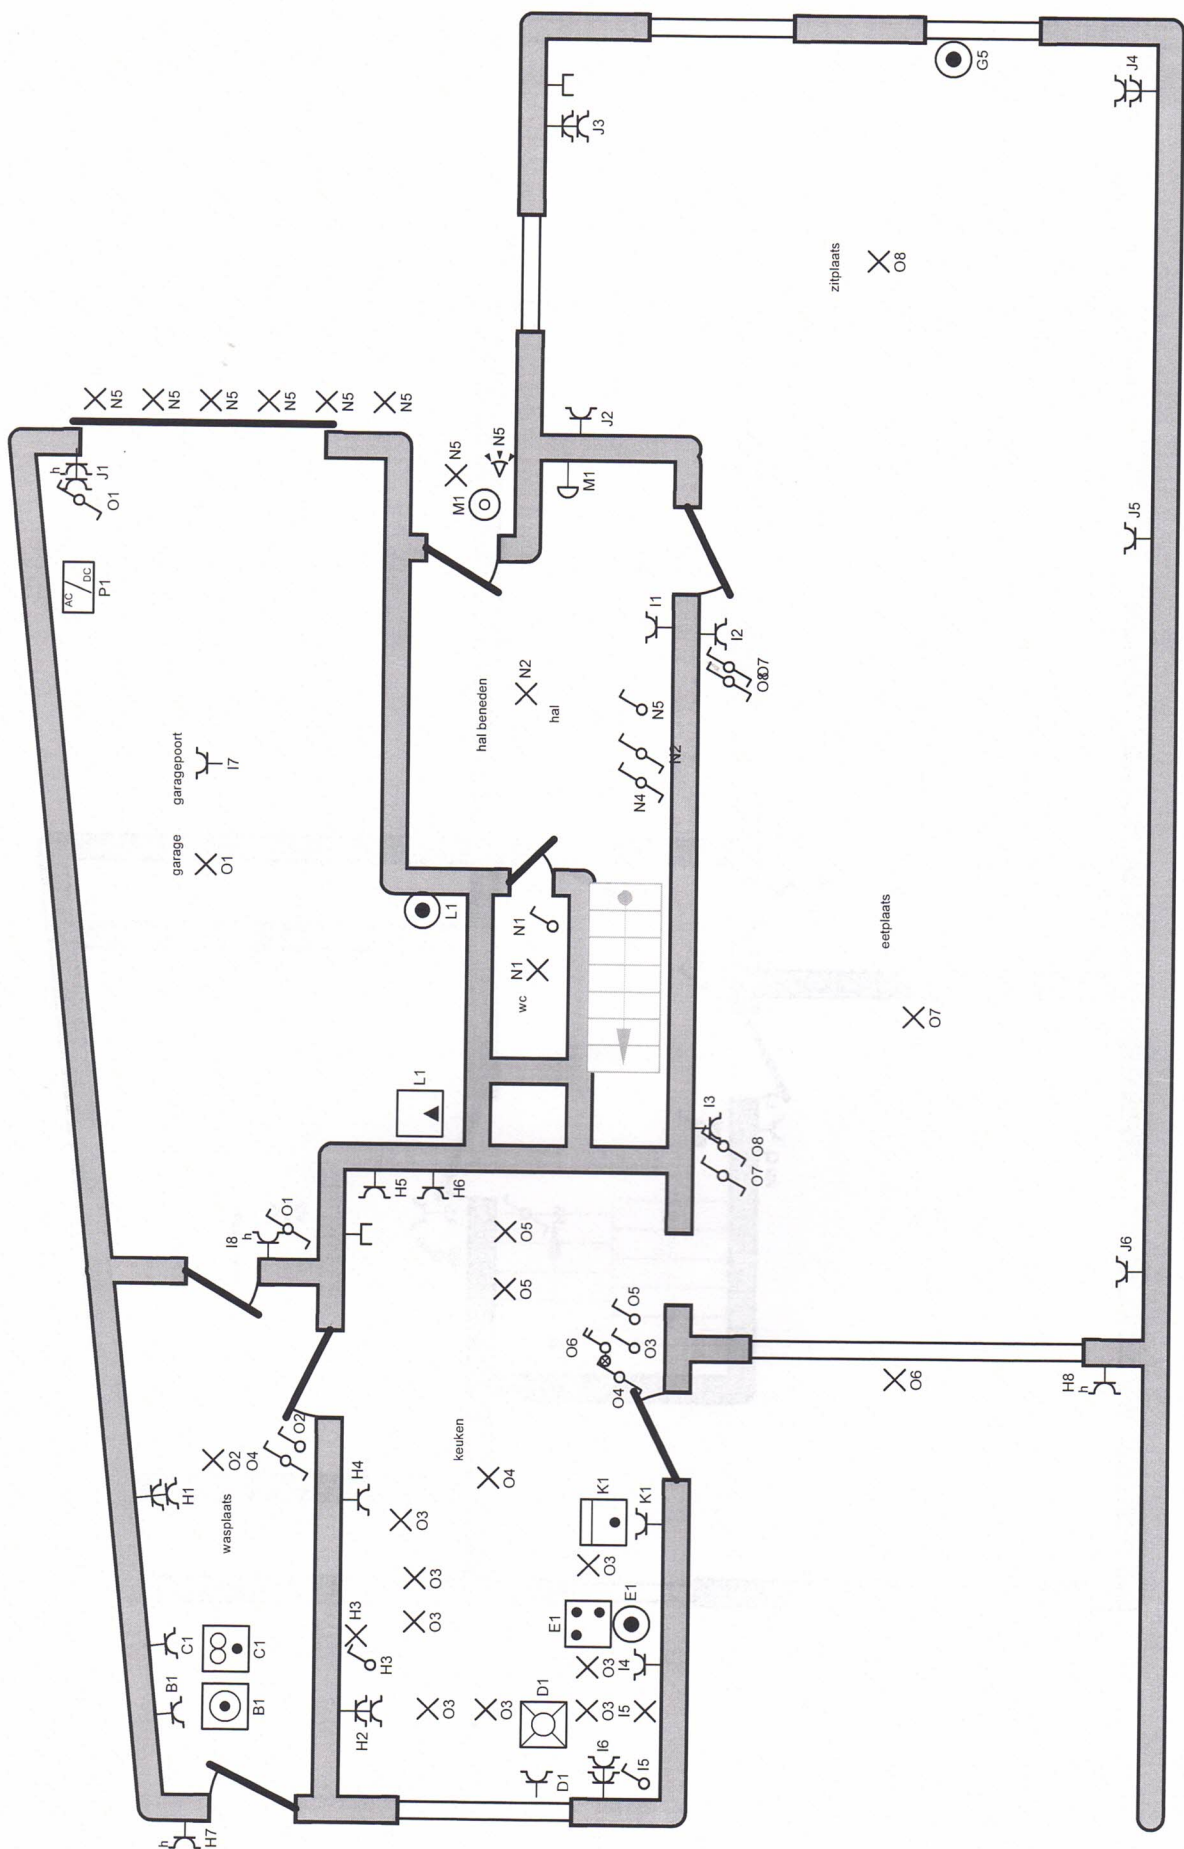 G5
J4
J3
zitplaats
O8
N5
N5
N5
N5
N5
N5
J2
h
J1
O1
N5
N5
M1
M1
AC/DC
P1
J5
I1
I2
O7
O8
N2
hal beneden
hal
N5
N2
N4
garagepoort
I7
garage
O1
L1
N1
N1
wc
eetplaats
O7
L1
I3
O8
O7
H5
H6
O1
I8
h
O5
O5
J6
O5
O3
O6
O4
O6
H8
h
O2
O2
O4
H1
wasplaats
H4
keuken
O4
K1
K1
O3
O3
O3
O3
H3
H3
E1
E1
O3
I4
C1
C1
B1
B1
H2
O3
O3
D1
O3
I5
D1
I6
I5
h
H7